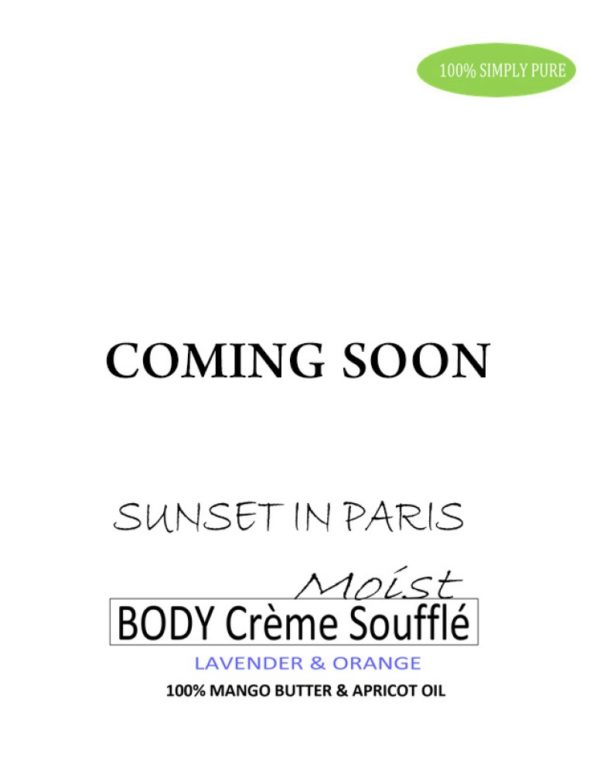 100% SIMPLY PURE
COMING SOON
SUNSET IN PARIS
Moist
BODY Crème Soufflé
LAVENDER & ORANGE
100% MANGO BUTTER & APRICOT OIL